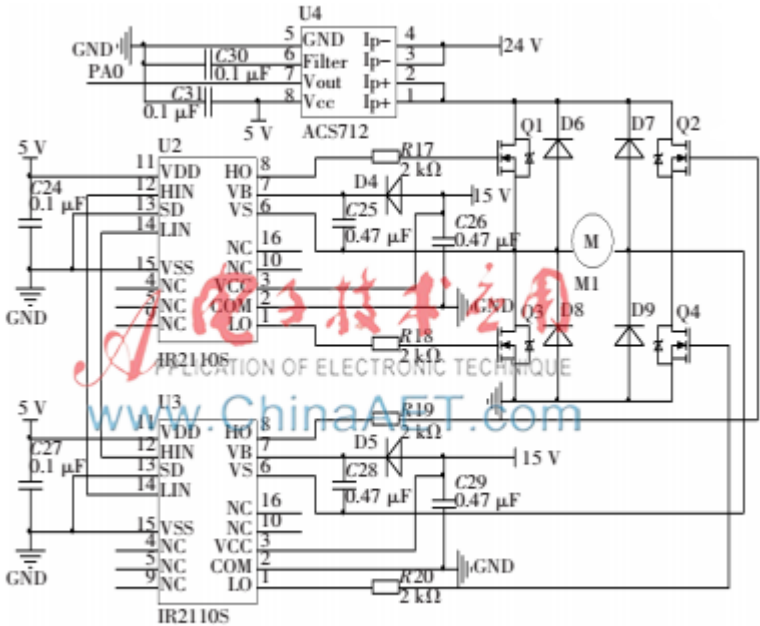 U4
GND
5 GND Ip- 4
24 V
C30
0.1 μF
6 Filter Ip- 3
PA0
7 Vout Ip+ 2
C31
0.1 μF
8 Vcc Ip+ 1
5 V
ACS712
Q1 D6 D7 Q2
5 V
U2
11 VDD HO 8
R17
2 kΩ
12 HIN VB 7
D4
15 V
C24
0.1 μF
13 SD VS 6
C25
0.47 μF
C26
0.47 μF
14 LIN
NC 16
M
M1
NC 10
15 VSS
4 NC VCC 3
5 NC COM 2
GND
NC LO 1
R18
2 kΩ
GND
Q3 D8 D9 Q4
IR2110S
电子技术应用
APPLICATION OF ELECTRONIC TECHNIQUE
www.ChinaAET.com
5 V
U3
11 VDD HO 8
R19
2 kΩ
12 HIN VB 7
D5
15 V
C27
0.1 μF
13 SD VS 6
C28
0.47 μF
C29
0.47 μF
14 LIN
NC 16
NC 10
15 VSS
4 NC VCC 3
5 NC COM 2
GND
9 NC LO 1
R20
2 kΩ
GND
IR2110S